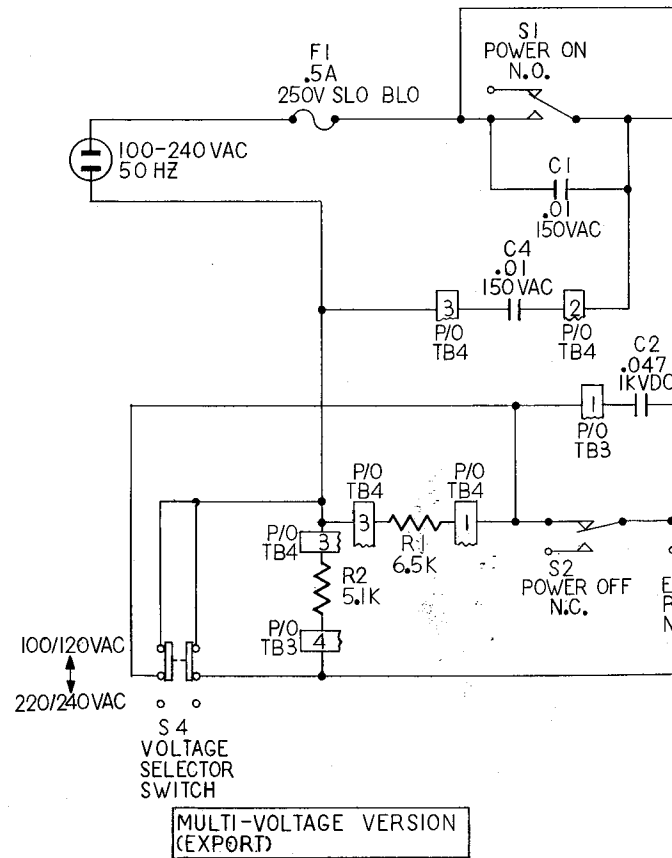 S1
POWER ON
N.O.
F1
.5A
250V SLO BLO
100-240 VAC
50 HZ
C1
.01
150VAC
C4
.01
150 VAC
3
2
P/O
TB4
P/O
TB4
C2
.047
1KVDC
1
P/O
TB3
P/O
TB4
P/O
TB4
3
1
R1
6.5K
P/O
TB4
3
R2
5.1K
S2
POWER OFF
N.C.
P/O
TB3
4
100/120VAC
220/240VAC
S4
VOLTAGE
SELECTOR
SWITCH
MULTI-VOLTAGE VERSION
(EXPORT)